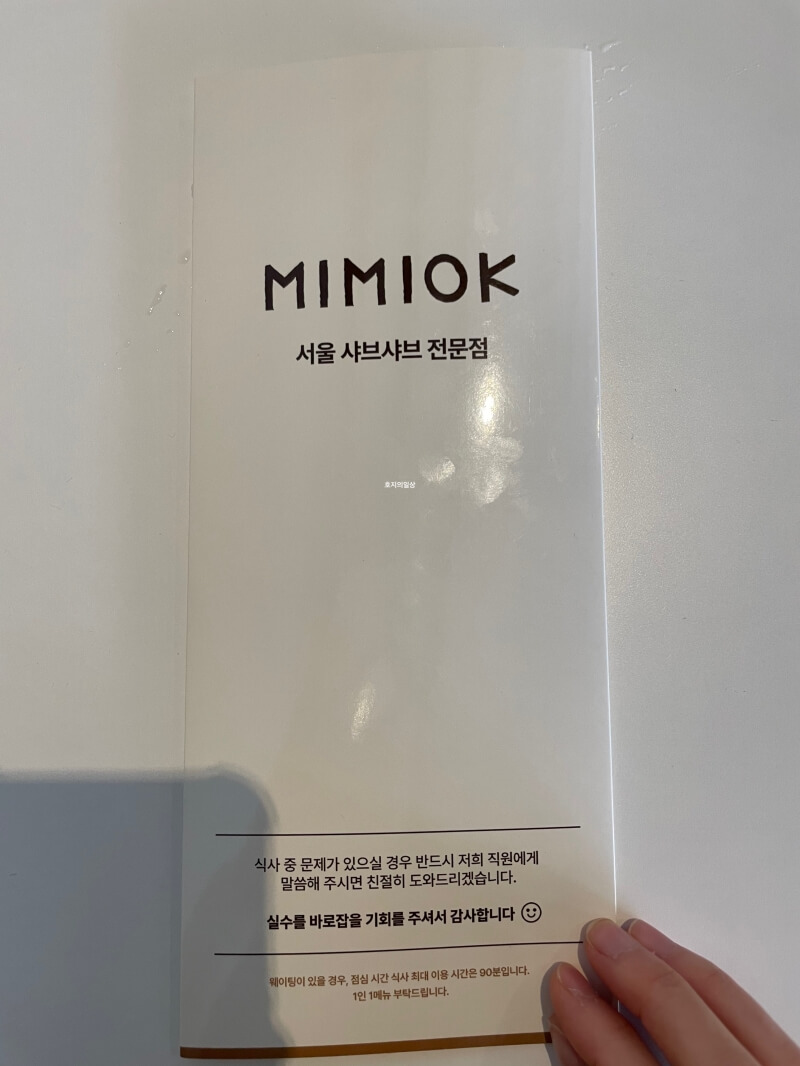 MIMIOK
서울 샤브샤브 전문점
호지의일상
식사 중 문제가 있으실 경우 반드시 저희 직원에게
말씀해 주시면 친절히 도와드리겠습니다.
실수를 바로잡을 기회를 주셔서 감사합니다
웨이팅이 있을 경우, 점심 시간 식사 최대 이용 시간은 90분입니다.
1인 1메뉴 부탁드립니다.